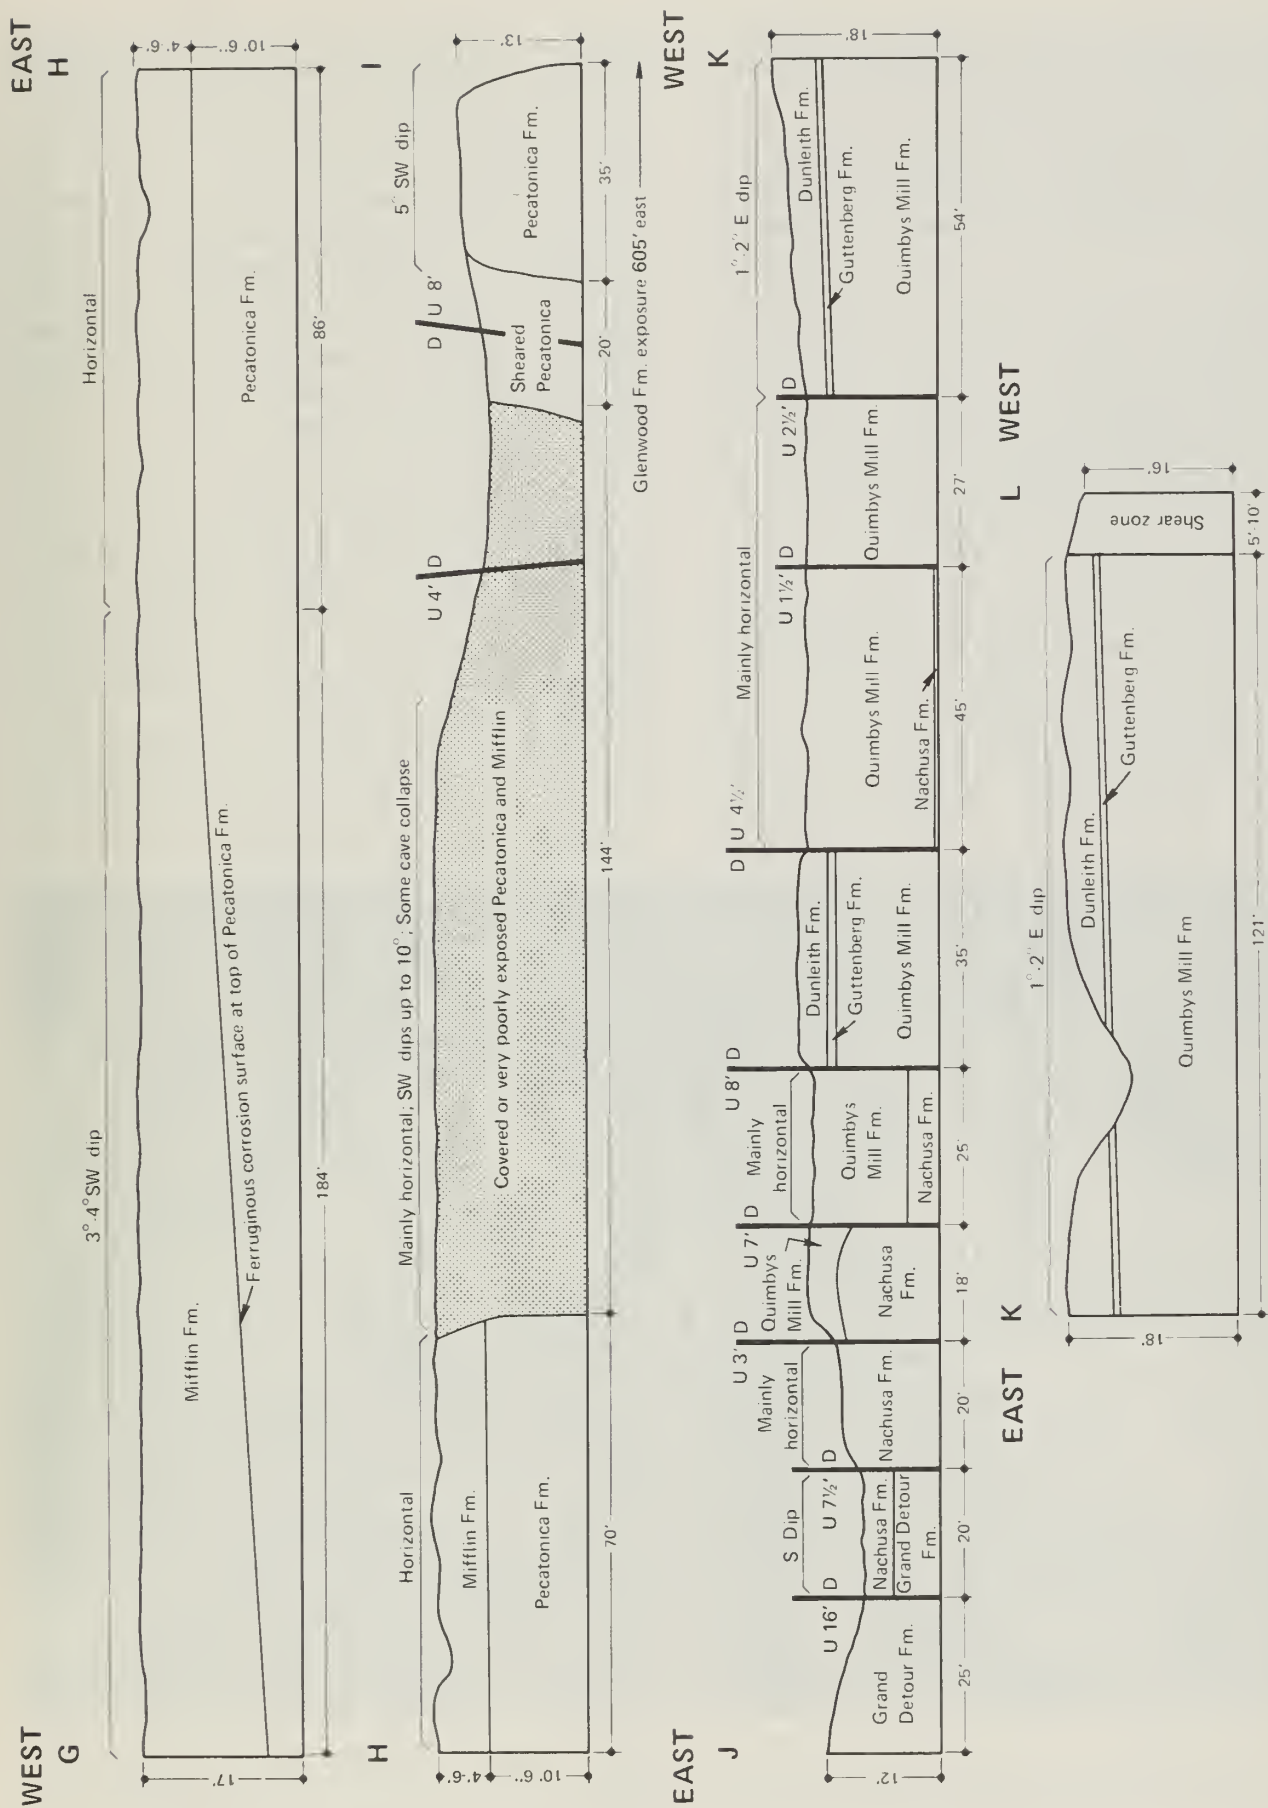 WEST
G
EAST
H
3°-4° SW dip
Horizontal
17'
Mifflin Fm.
Ferruginous corrosion surface at top of Pecatonica Fm.
Pecatonica Fm.
4' 6"
10' 6"
184'
86'
H
I
Horizontal
Mainly horizontal; SW dips up to 10°; Some cave collapse
U 4' D
D U 8'
5° SW dip
4' 6"
10' 6"
Mifflin Fm.
Pecatonica Fm.
Covered or very poorly exposed Pecatonica and Mifflin
Sheared
Pecatonica
Pecatonica Fm.
13'
70'
144'
20'
35'
Glenwood Fm. exposure 605' east
EAST
J
WEST
K
U 16' D
S Dip
U 7½' D
Mainly
horizontal
U 3' D
U 7' D
Mainly
horizontal
U 8' D
D U 4½'
Mainly horizontal
U 1½' D
U 2½' D
1°-2° E dip
12'
Grand
Detour Fm.
Nachusa Fm.
Grand Detour
Fm.
Nachusa Fm.
Quimbys
Mill Fm.
Nachusa
Fm.
Quimbys
Mill Fm.
Nachusa Fm.
Dunleith Fm.
Guttenberg Fm.
Quimbys Mill Fm.
Quimbys Mill Fm.
Nachusa Fm.
Quimbys Mill Fm.
Dunleith Fm.
Guttenberg Fm.
Quimbys Mill Fm.
18'
25'
20'
20'
18'
25'
35'
45'
27'
54'
EAST
K
L
WEST
1°-2° E dip
18'
Dunleith Fm.
Guttenberg Fm.
Quimbys Mill Fm
Shear zone
16'
121'
5'-10'